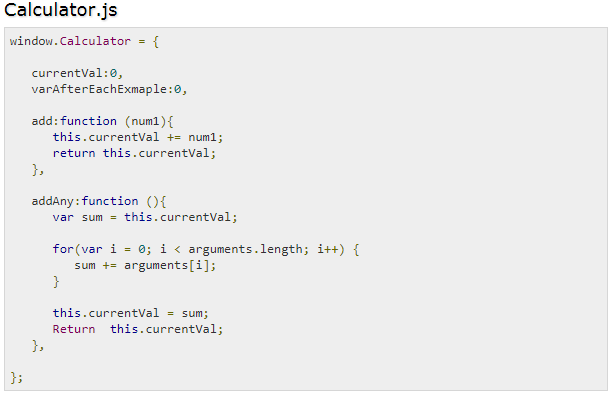 Calculator.js
window.Calculator = {
currentVal:0,
varAfterEachExmaple:0,
add:function (num1){
this.currentVal += num1;
return this.currentVal;
},
addAny:function (){
var sum = this.currentVal;
for(var i = 0; i < arguments.length; i++) {
sum += arguments[i];
}
this.currentVal = sum;
Return  this.currentVal;
},
};